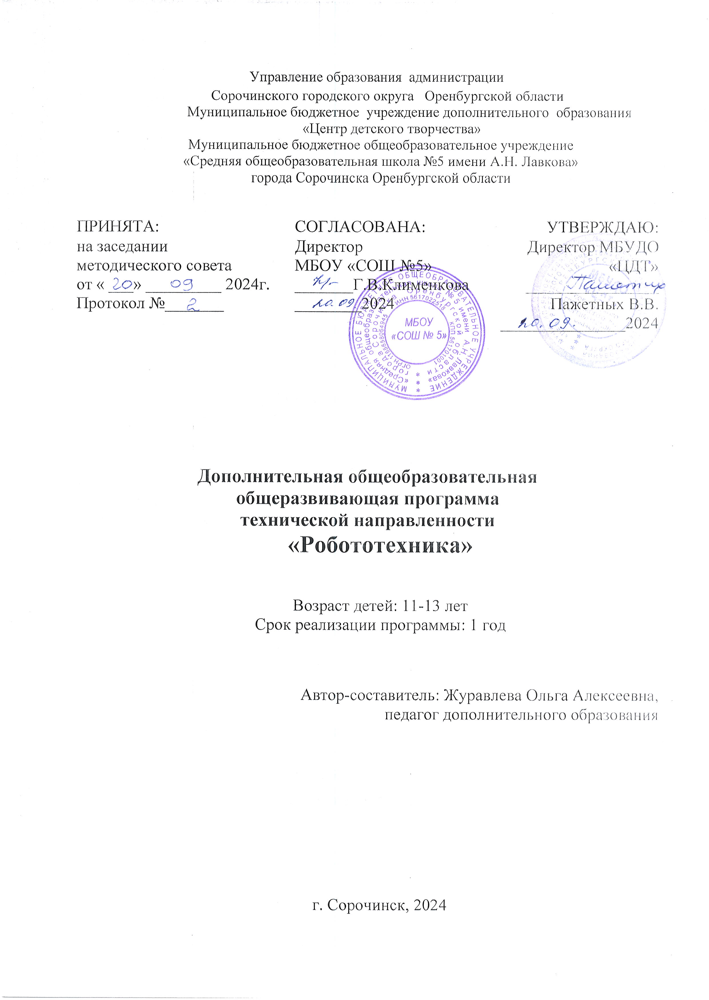 Управление образования администрации
Сорочинского городского округа Оренбургской области
Муниципальное бюджетное учреждение дополнительного образования
«Центр детского творчества»
Муниципальное бюджетное общеобразовательное учреждение
«Средняя общеобразовательная школа №5 имени А.Н. Лавкова»
города Сорочинска Оренбургской области
ПРИНЯТА:
на заседании
методического совета
от « 20 » 09 2024г.
Протокол № 2
СОГЛАСОВАНА:
Директор
МБОУ «СОШ №5»
Г.В.Клименкова
20.09.2024
УТВЕРЖДАЮ:
Директор МБУДО
«ЦДТ»
Пажетных В.В.
20.09. 2024
МУНИЦИПАЛЬНОЕ БЮДЖЕТНОЕ ОБЩЕОБРАЗОВАТЕЛЬНОЕ УЧРЕЖДЕНИЕ
«Средняя общеобразовательная школа № 5 имени А.Н. Лавкова»
города Сорочинска Оренбургской области
ОГРН 1165658064945 ИНН 5617022518 КПП 561701001
МБОУ
«СОШ № 5»
Дополнительная общеобразовательная
общеразвивающая программа
технической направленности
«Робототехника»
Возраст детей: 11-13 лет
Срок реализации программы: 1 год
Автор-составитель: Журавлева Ольга Алексеевна,
педагог дополнительного образования
г. Сорочинск, 2024